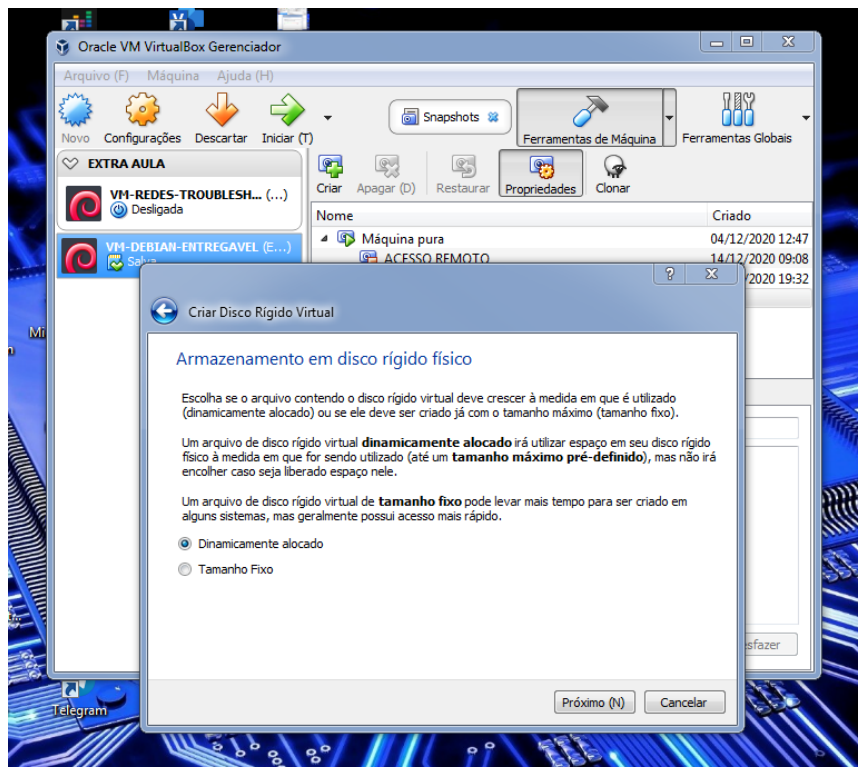 Oracle VM VirtualBox Gerenciador
Arquivo (F) Máquina Ajuda (H)
Novo Configurações Descartar Iniciar (T) Snapshots Ferramentas de Máquina Ferramentas Globais
EXTRA AULA
VM-REDES-TROUBLESH... (...)
Desligada
VM-DEBIAN-ENTREGAVEL (E...)
Salva
Criar Apagar (D) Restaurar Propriedades Clonar
Nome Criado
Máquina pura 04/12/2020 12:47
ACESSO REMOTO 14/12/2020 09:08
/2020 19:32
Criar Disco Rígido Virtual
Armazenamento em disco rígido físico
Escolha se o arquivo contendo o disco rígido virtual deve crescer à medida em que é utilizado
(dinamicamente alocado) ou se ele deve ser criado já com o tamanho máximo (tamanho fixo).
Um arquivo de disco rígido virtual dinamicamente alocado irá utilizar espaço em seu disco rígido
físico à medida em que for sendo utilizado (até um tamanho máximo pré-definido), mas não irá
encolher caso seja liberado espaço nele.
Um arquivo de disco rígido virtual de tamanho fixo pode levar mais tempo para ser criado em
alguns sistemas, mas geralmente possui acesso mais rápido.
Dinamicamente alocado
Tamanho Fixo
sfazer
Próximo (N) Cancelar
Mi
Telegram